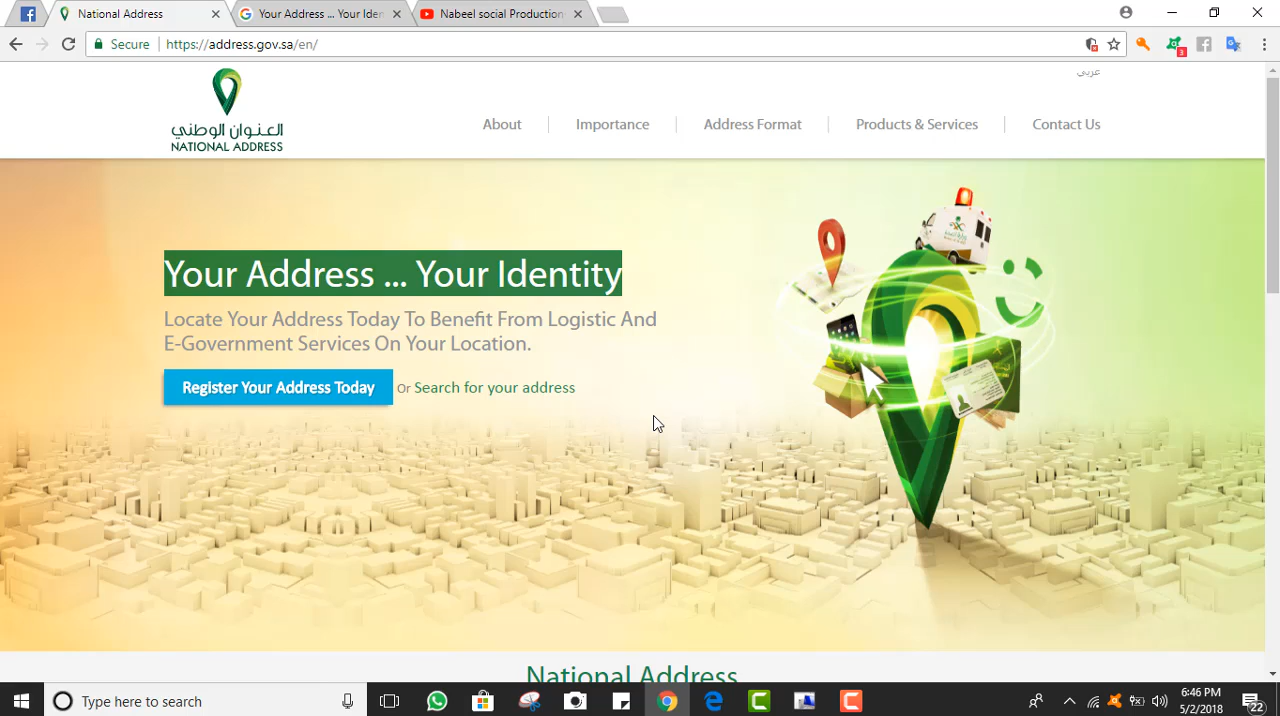 National Address
Your Address ... Your Iden
Nabeel social Production
Secure
https://address.gov.sa/en/
3
عربي
العنوان الوطني
NATIONAL ADDRESS
About
Importance
Address Format
Products & Services
Contact Us
Your Address ... Your Identity
Locate Your Address Today To Benefit From Logistic And
E-Government Services On Your Location.
Register Your Address Today Or Search for your address
National Address
Type here to search
6:46 PM
5/2/2018
22